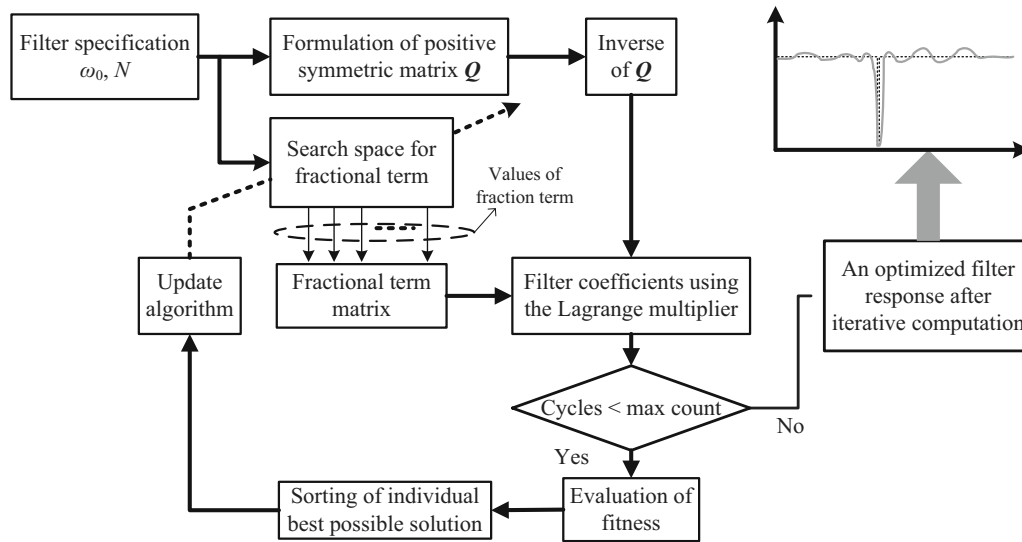 Filter specification
ω0, N
Formulation of positive
symmetric matrix Q
Inverse
of Q
Search space for
fractional term
Values of
fraction term
Update
algorithm
Fractional term
matrix
Filter coefficients using
the Lagrange multiplier
An optimized filter
response after
iterative computation
Cycles < max count
No
Yes
Sorting of individual
best possible solution
Evaluation of
fitness